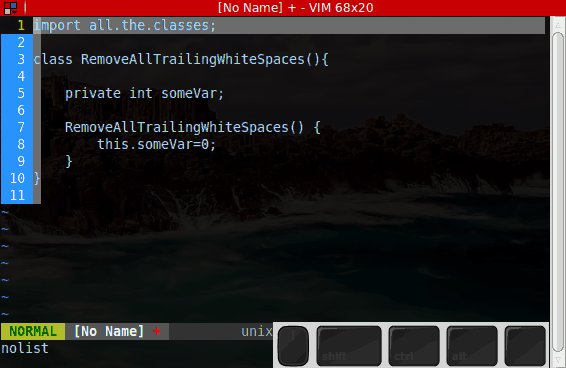 [No Name] + - VIM 68x20
1 import all.the.classes;
2
3 class RemoveAllTrailingWhiteSpaces(){
4
5     private int someVar;
6
7     RemoveAllTrailingWhiteSpaces() {
8         this.someVar=0;
9     }
10 }
11
~
~
~
~
~
~
~
NORMAL [No Name] + unix
nolist
shift ctrl alt